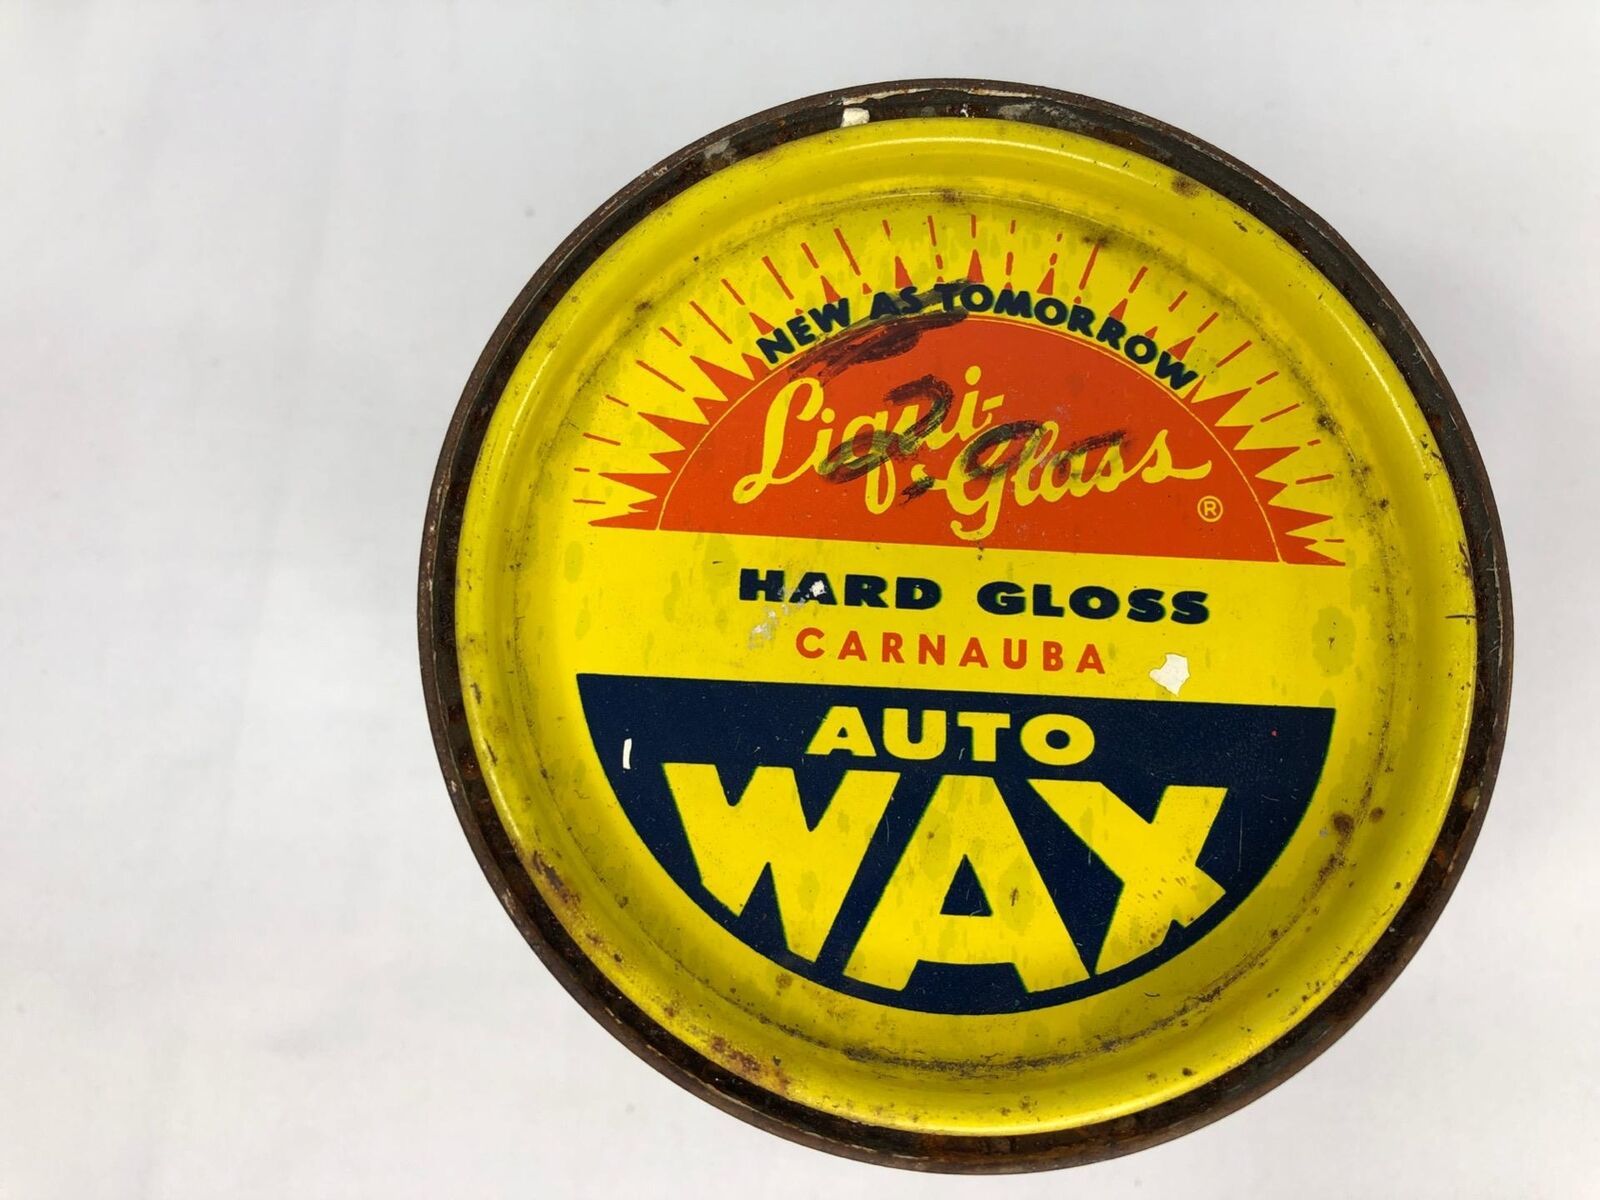 NEW AS TOMORROW
Liqui-
Glass ®
HARD GLOSS
CARNAUBA
AUTO
WAX